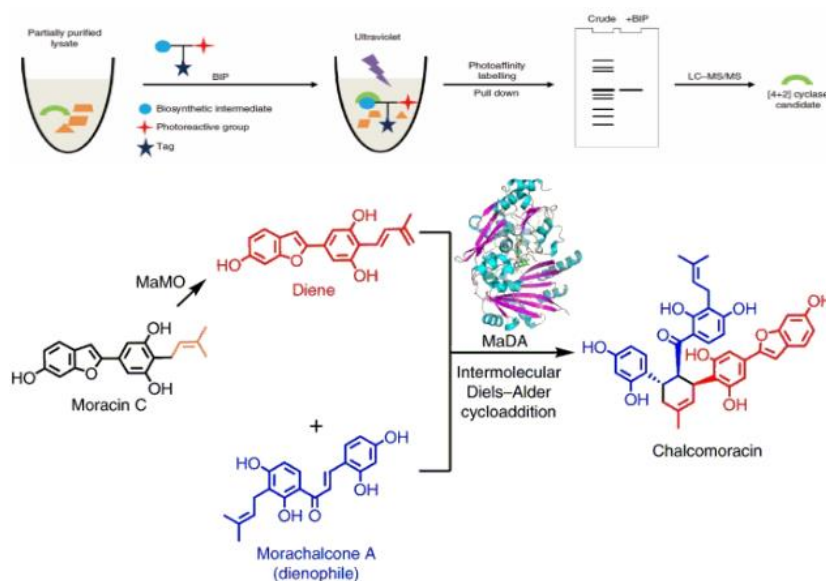 Partially purified
lysate
BIP
Biosynthetic intermediate
Photoreactive group
Tag
Ultraviolet
Photoaffinity
labelling
Pull down
Crude +BIP
LC–MS/MS
[4+2] cyclase
candidate
OH
HO
O
OH
Diene
MaMO
OH
HO
O
OH
Moracin C
+
HO
OH
OH
OH
O
Morachalcone A
(dienophile)
MaDA
Intermolecular
Diels–Alder
cycloaddition
HO
OH
OH
O
HO
O
HO
OH
OH
Chalcomoracin